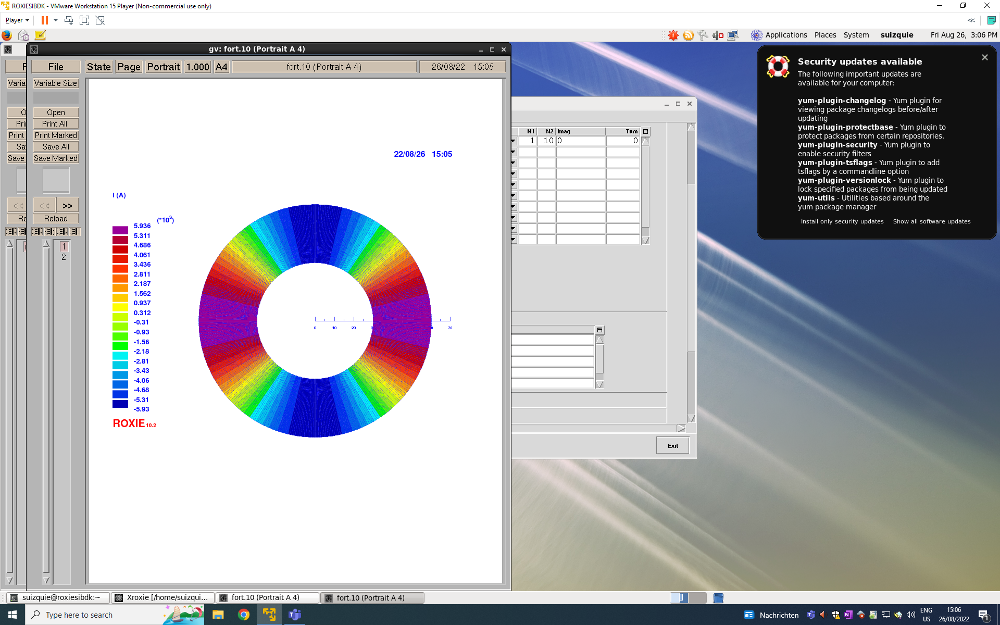 ROXIESIBDK - VMware Workstation 15 Player (Non-commercial use only)
Player
Applications Places System suizquie Fri Aug 26, 3:06 PM
gv: fort.10 (Portrait A 4)
File State Page Portrait 1.000 A4 fort.10 (Portrait A 4) 26/08/22 15:05
Varia
Variable Size
O
Open
Pri
Print All
Print
Print Marked
Sa
Save All
Save
Save Marked
<<
<< >>
Re
Reload
1
2
22/08/26 15:05
I (A)
(*10³)
5.936
5.311
4.686
4.061
3.436
2.811
2.187
1.562
0.937
0.312
-0.31
-0.93
-1.56
-2.18
-2.81
-3.43
-4.06
-4.68
-5.31
-5.93
ROXIE 10.2
0 10 20 70
N1 N2 Imag Turn
1 10 0 0
Exit
Security updates available
The following important updates are
available for your computer:
yum-plugin-changelog - Yum plugin for
viewing package changelogs before/after
updating
yum-plugin-protectbase - Yum plugin to
protect packages from certain repositories.
yum-plugin-security - Yum plugin to
enable security filters
yum-plugin-tsflags - Yum plugin to add
tsflags by a commandline option
yum-plugin-versionlock - Yum plugin to
lock specified packages from being updated
yum-utils - Utilities based around the
yum package manager
Install only security updates Show all software updates
suizquie@roxiesibdk:~ Xroxie [/home/suizqui... fort.10 (Portrait A 4) fort.10 (Portrait A 4)
Type here to search
Nachrichten
ENG
US
15:06
26/08/2022
1